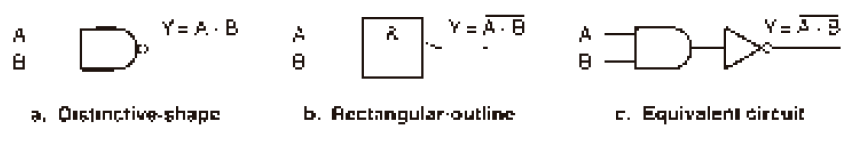 A
B
Y = A · B
a. Distinctive-shape
A
B
&
Y = A · B
b. Rectangular-outline
A
B
Y = A · B
c. Equivalent circuit